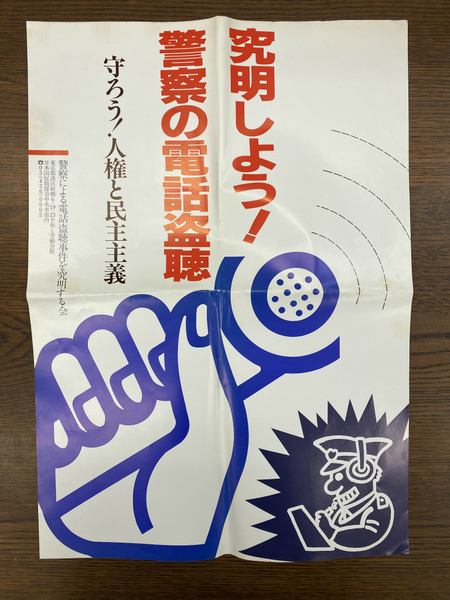 究明しよう!
警察の電話盗聴
守ろう!人権と民主主義
警察による電話盗聴事件を究明する会